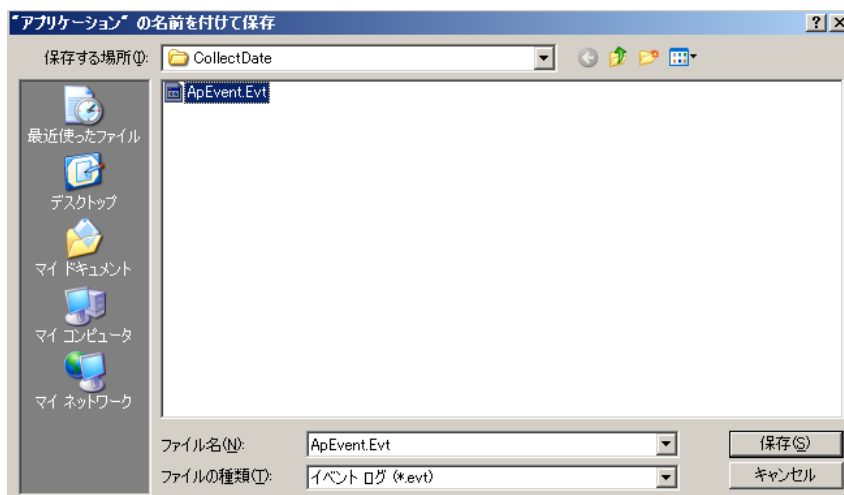 "アプリケーション" の名前を付けて保存
保存する場所(I):
CollectDate
ApEvent.Evt
最近使ったファイル
デスクトップ
マイ ドキュメント
マイ コンピュータ
マイ ネットワーク
ファイル名(N):
ApEvent.Evt
保存(S)
ファイルの種類(T):
イベント ログ (*.evt)
キャンセル